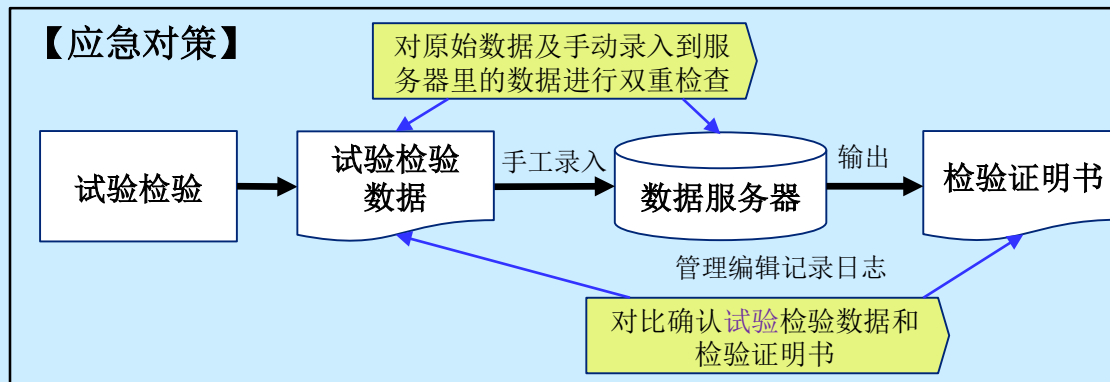 【应急对策】
对原始数据及手动录入到服
务器里的数据进行双重检查
试验检验
试验检验
数据
手工录入
数据服务器
输出
检验证明书
管理编辑记录日志
对比确认试验检验数据和
检验证明书